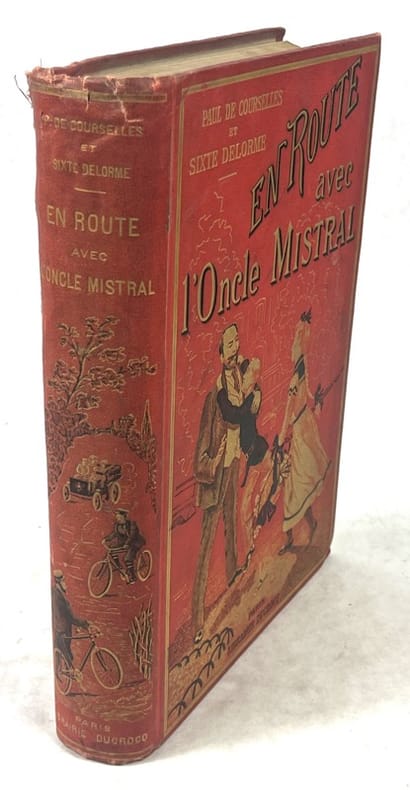 P. DE COURSELLES
ET
SIXTE DELORME
EN ROUTE
AVEC
L'ONCLE MISTRAL
PARIS
LIBRAIRIE DUCROCQ
PAUL DE COURSELLES
ET
SIXTE DELORME
EN ROUTE
avec
l'Oncle MISTRAL
PARIS